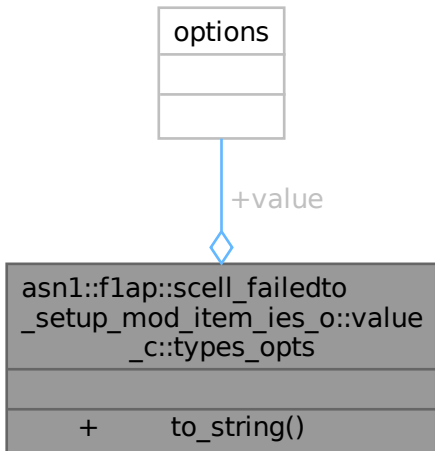 options
+value
asn1::f1ap::scell_failedto
_setup_mod_item_ies_o::value
_c::types_opts
+ to_string()